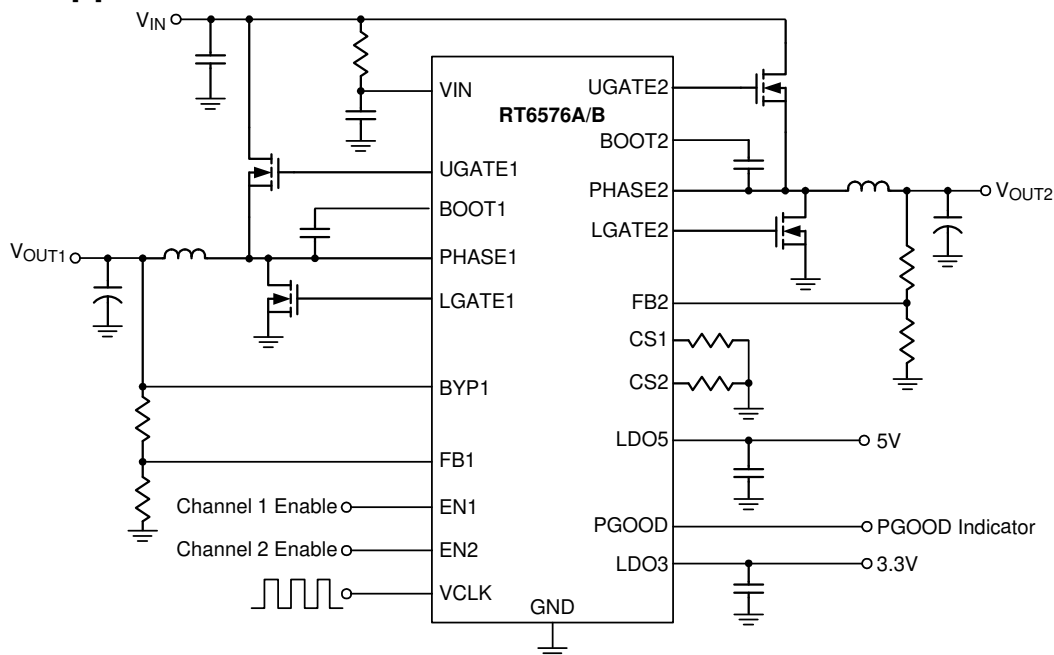 VIN
VIN
RT6576A/B
UGATE1
BOOT1
VOUT1
PHASE1
LGATE1
BYP1
FB1
Channel 1 Enable
EN1
Channel 2 Enable
EN2
VCLK
GND
UGATE2
BOOT2
PHASE2
VOUT2
LGATE2
FB2
CS1
CS2
LDO5
5V
PGOOD
PGOOD Indicator
LDO3
3.3V